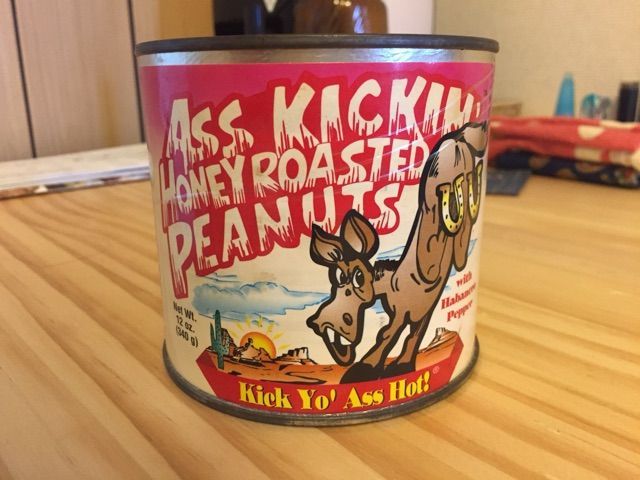 Ass Kickin'
Honey Roasted
Peanuts
with
Habanero
Pepper
Net Wt.
12 oz.
(340 g)
Kick Yo' Ass Hot!®